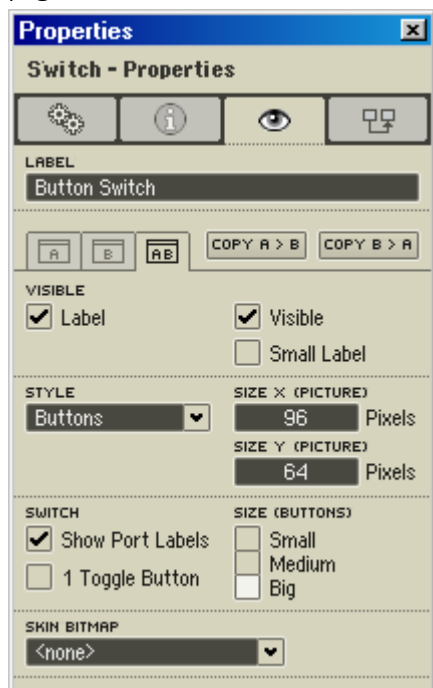 Properties
Switch - Properties
LABEL
Button Switch
A B AB COPY A > B COPY B > A
VISIBLE
Label Visible
Small Label
STYLE SIZE X (PICTURE)
Buttons 96 Pixels
SIZE Y (PICTURE)
64 Pixels
SWITCH SIZE (BUTTONS)
Show Port Labels Small
Medium
1 Toggle Button Big
SKIN BITMAP
<none>